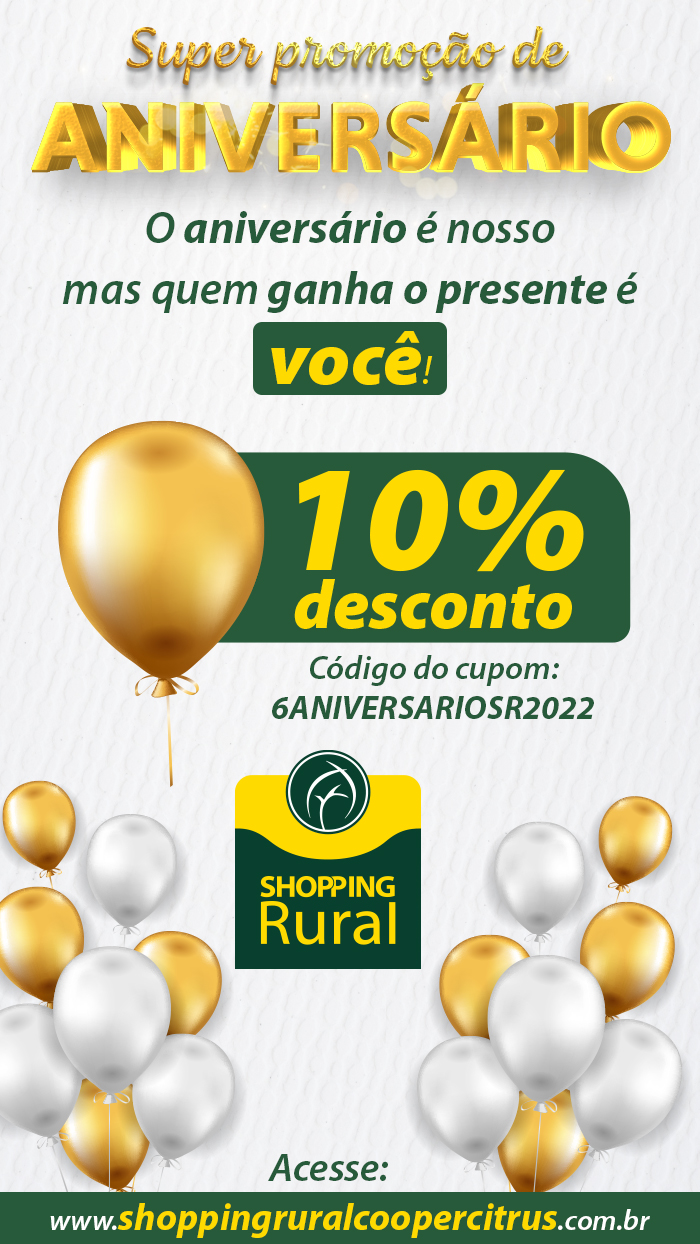 Super promoção de
ANIVERSÁRIO
O aniversário é nosso
mas quem ganha o presente é
você!
10%
desconto
Código do cupom:
6ANIVERSARIOSR2022
SHOPPING
Rural
Acesse:
www.shoppingruralcoopercitrus.com.br